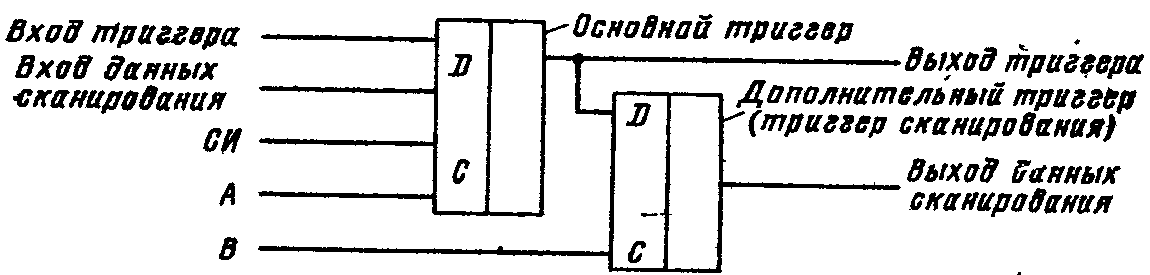 Вход триггера
Основной триггер
Вход данных
сканирования
D
Выход триггера
Дополнительный триггер
(триггер сканирования)
D
СИ
C
A
Выход данных
сканирования
B
C